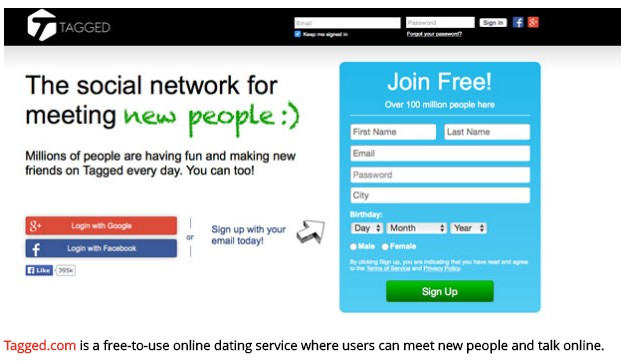 TAGGED
Email
Password
Sign In
Keep me signed in
Forgot your password?
The social network for
meeting new people :)
Millions of people are having fun and making new
friends on Tagged every day. You can too!
g+ Login with Google
f Login with Facebook
f Like 395k
or
Sign up with your
email today!
Join Free!
Over 100 million people here
First Name
Last Name
Email
Password
City
Birthday:
Day Month Year
Male Female
By clicking Sign up, you are indicating that you have read and agree
to the Terms of Service and Privacy Policy
Sign Up
Tagged.com is a free-to-use online dating service where users can meet new people and talk online.